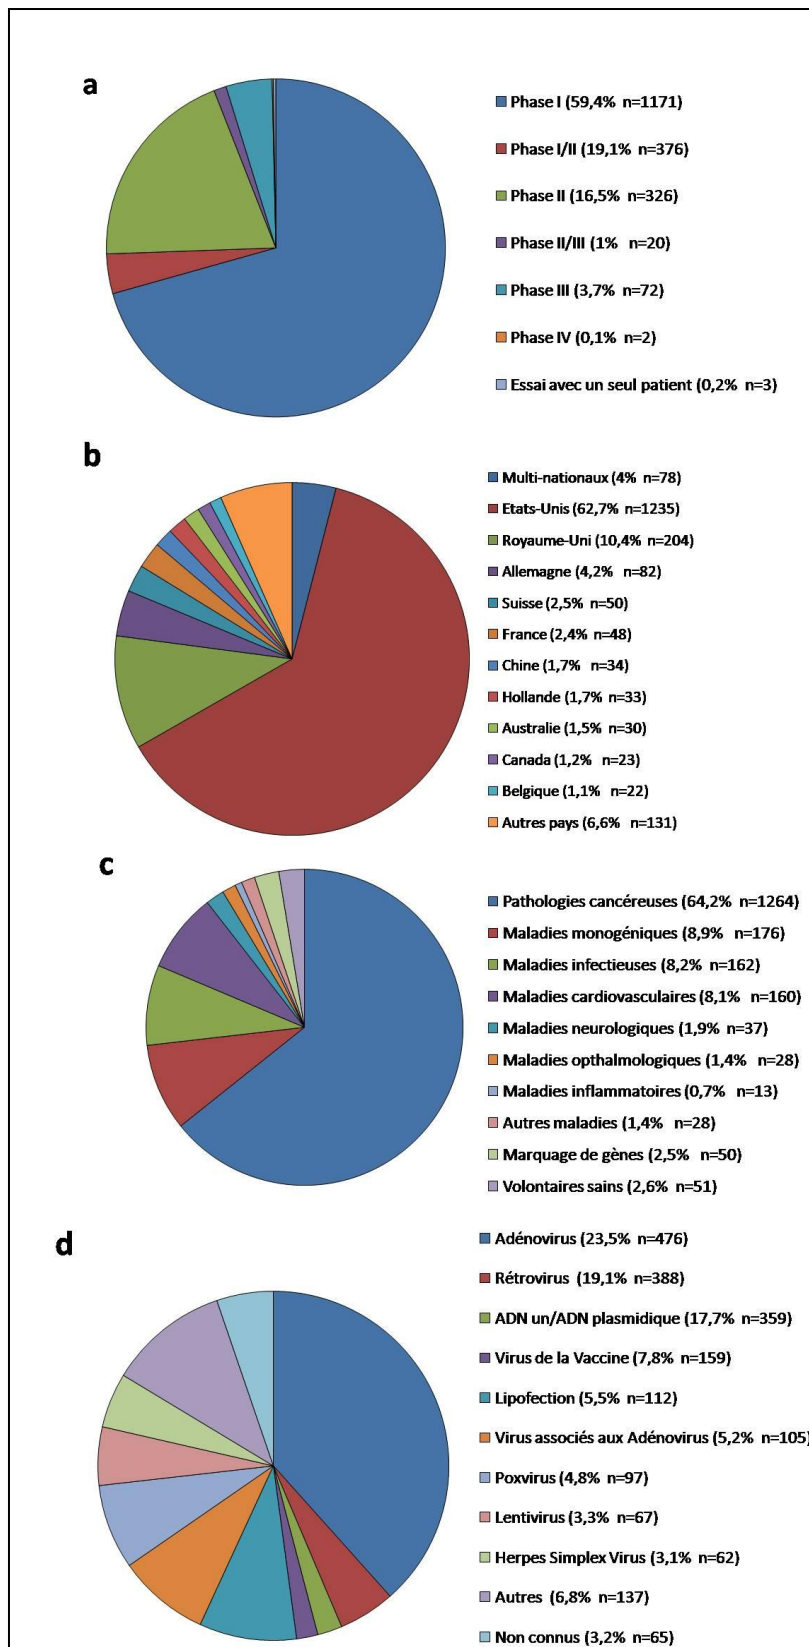 a
Phase I (59,4% n=1171)
Phase I/II (19,1% n=376)
Phase II (16,5% n=326)
Phase II/III (1% n=20)
Phase III (3,7% n=72)
Phase IV (0,1% n=2)
Essai avec un seul patient (0,2% n=3)
b
Multi-nationaux (4% n=78)
Etats-Unis (62,7% n=1235)
Royaume-Uni (10,4% n=204)
Allemagne (4,2% n=82)
Suisse (2,5% n=50)
France (2,4% n=48)
Chine (1,7% n=34)
Hollande (1,7% n=33)
Australie (1,5% n=30)
Canada (1,2% n=23)
Belgique (1,1% n=22)
Autres pays (6,6% n=131)
c
Pathologies cancéreuses (64,2% n=1264)
Maladies monogéniques (8,9% n=176)
Maladies infectieuses (8,2% n=162)
Maladies cardiovasculaires (8,1% n=160)
Maladies neurologiques (1,9% n=37)
Maladies opthalmologiques (1,4% n=28)
Maladies inflammatoires (0,7% n=13)
Autres maladies (1,4% n=28)
Marquage de gènes (2,5% n=50)
Volontaires sains (2,6% n=51)
d
Adénovirus (23,5% n=476)
Rétrovirus (19,1% n=388)
ADN un/ADN plasmidique (17,7% n=359)
Virus de la Vaccine (7,8% n=159)
Lipofection (5,5% n=112)
Virus associés aux Adénovirus (5,2% n=105)
Poxvirus (4,8% n=97)
Lentivirus (3,3% n=67)
Herpes Simplex Virus (3,1% n=62)
Autres (6,8% n=137)
Non connus (3,2% n=65)